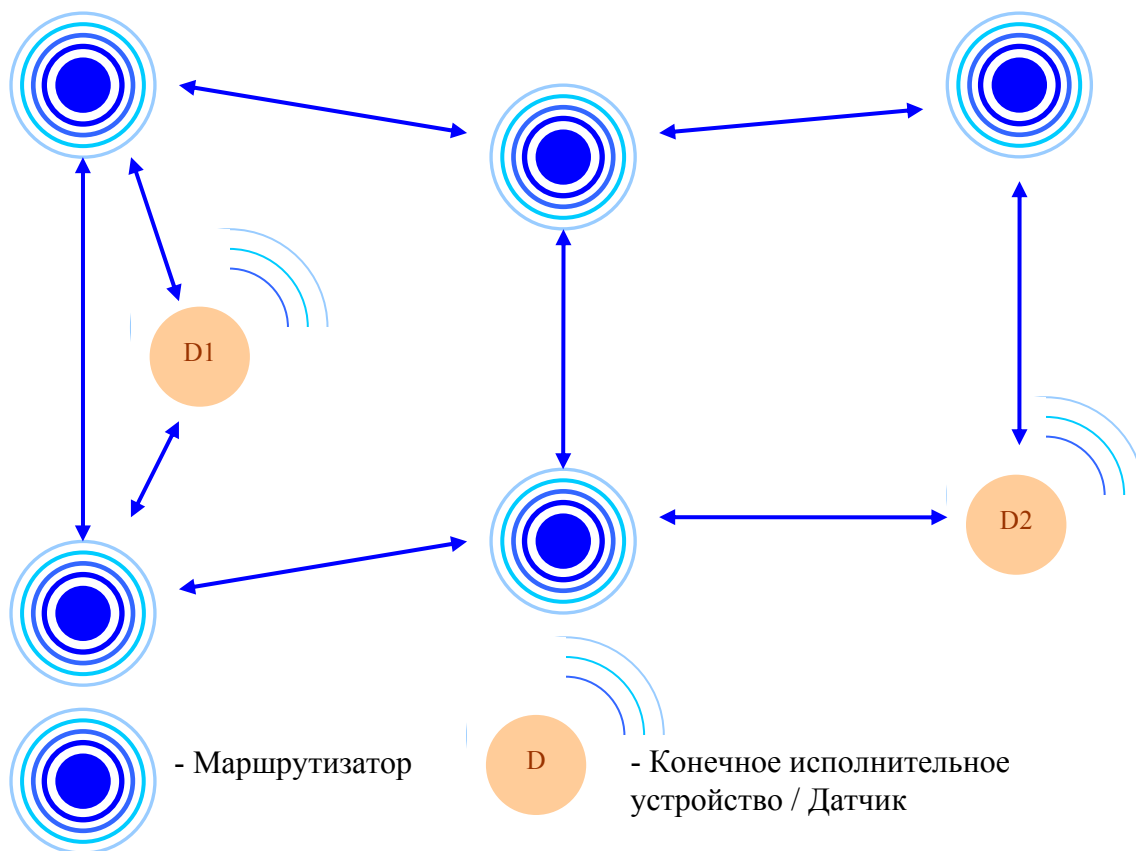 D1
D2
- Маршрутизатор
D
- Конечное исполнительное
устройство / Датчик